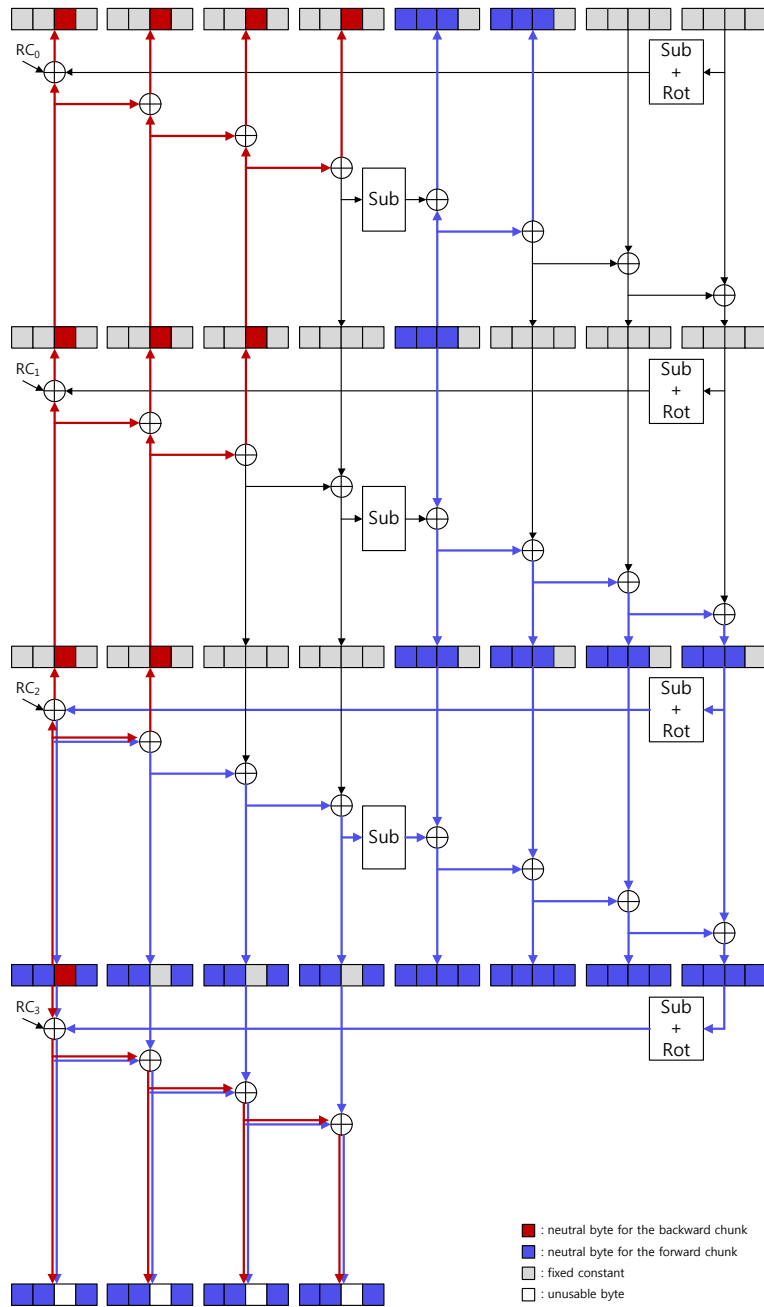 RC0
Sub
+
Rot
Sub
RC1
Sub
+
Rot
Sub
RC2
Sub
+
Rot
Sub
RC3
Sub
+
Rot
: neutral byte for the backward chunk
: neutral byte for the forward chunk
: fixed constant
: unusable byte